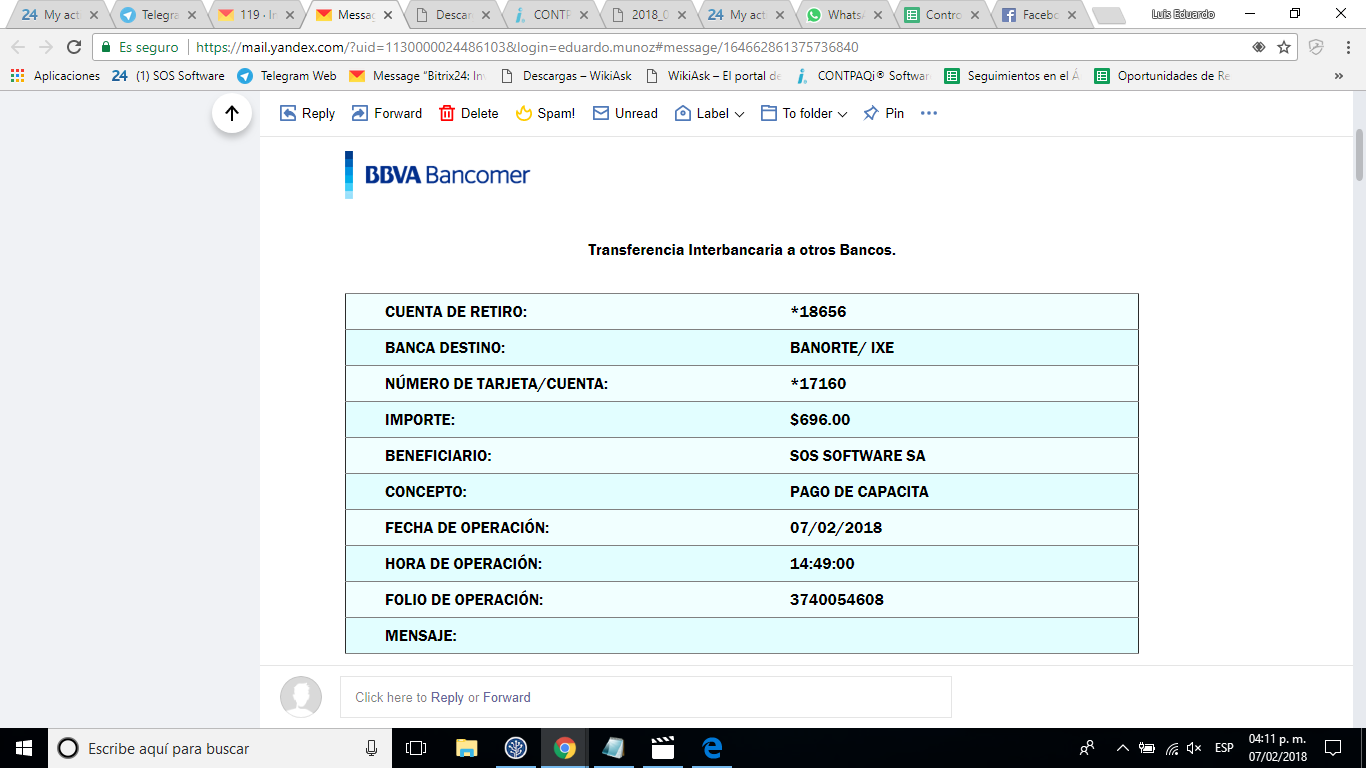 My act Telegra 119 · In Messag Descar CONTP 2018_0 My act WhatsA Contro Facebo Luis Eduardo
Es seguro https://mail.yandex.com/?uid=1130000024486103&login=eduardo.munoz#message/164662861375736840
Aplicaciones (1) SOS Software Telegram Web Message "Bitrix24: In Descargas – WikiAsk WikiAsk – El portal de CONTPAQi® Softwar Seguimientos en el Á Oportunidades de Re »
Reply Forward Delete Spam! Unread Label To folder Pin
BBVA Bancomer
Transferencia Interbancaria a otros Bancos.
CUENTA DE RETIRO: *18656
BANCA DESTINO: BANORTE/ IXE
NÚMERO DE TARJETA/CUENTA: *17160
IMPORTE: $696.00
BENEFICIARIO: SOS SOFTWARE SA
CONCEPTO: PAGO DE CAPACITA
FECHA DE OPERACIÓN: 07/02/2018
HORA DE OPERACIÓN: 14:49:00
FOLIO DE OPERACIÓN: 3740054608
MENSAJE:
Click here to Reply or Forward
Escribe aquí para buscar ESP 04:11 p. m.
07/02/2018